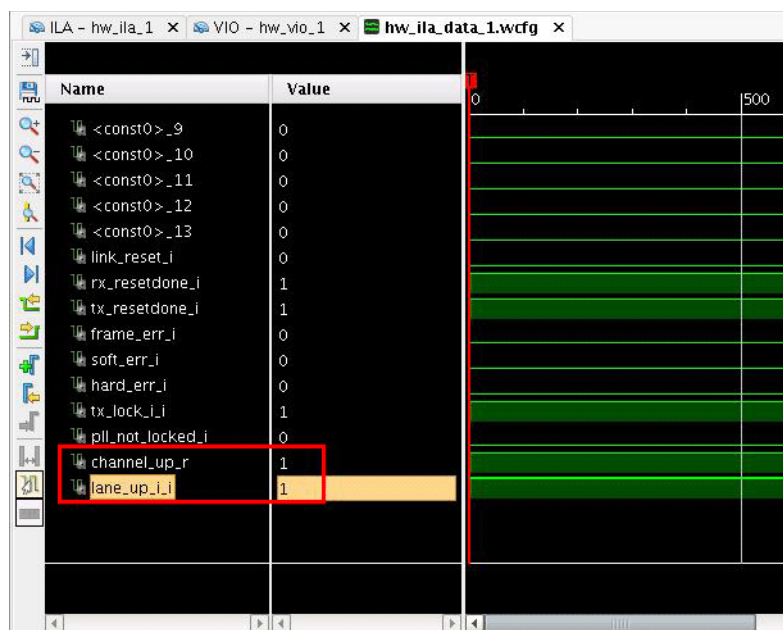 ILA - hw_ila_1 VIO - hw_vio_1 hw_ila_data_1.wcfg
Name Value
T
0 500
<const0>_9 0
<const0>_10 0
<const0>_11 0
<const0>_12 0
<const0>_13 0
link_reset_i 0
rx_resetdone_i 1
tx_resetdone_i 1
frame_err_i 0
soft_err_i 0
hard_err_i 0
tx_lock_i_i 1
pll_not_locked_i 0
channel_up_r 1
lane_up_i_i 1